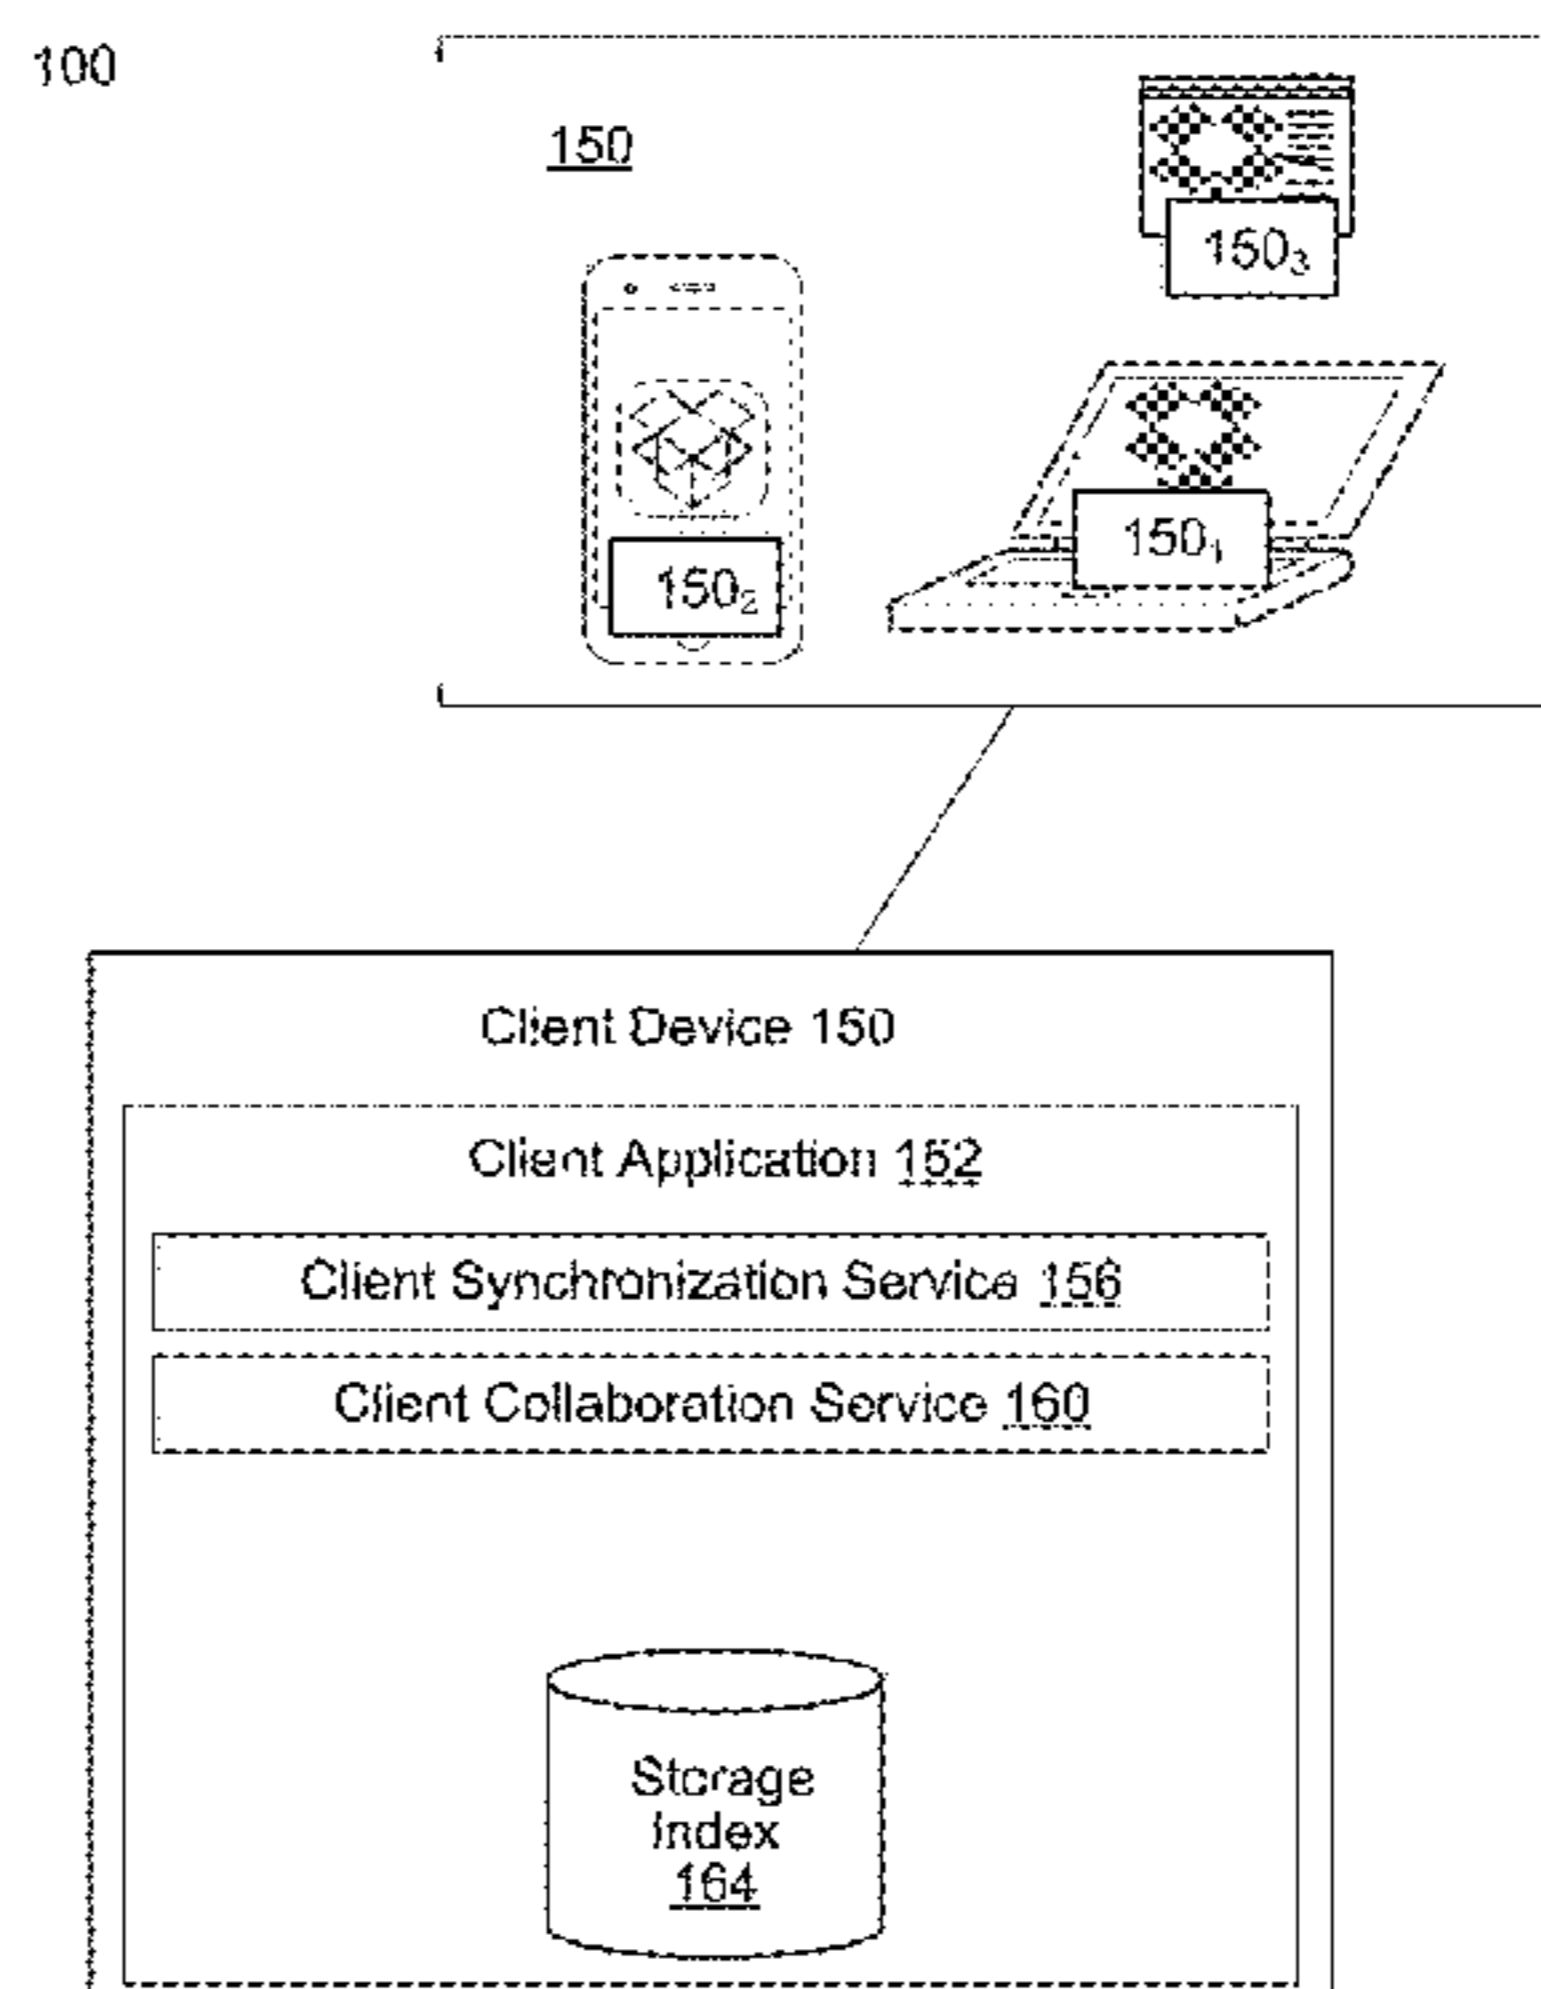 100
150
150₃
150₁
150₂
Client Device 150
Client Application 152
Client Synchronization Service 156
Client Collaboration Service 160
Storage
Index
164